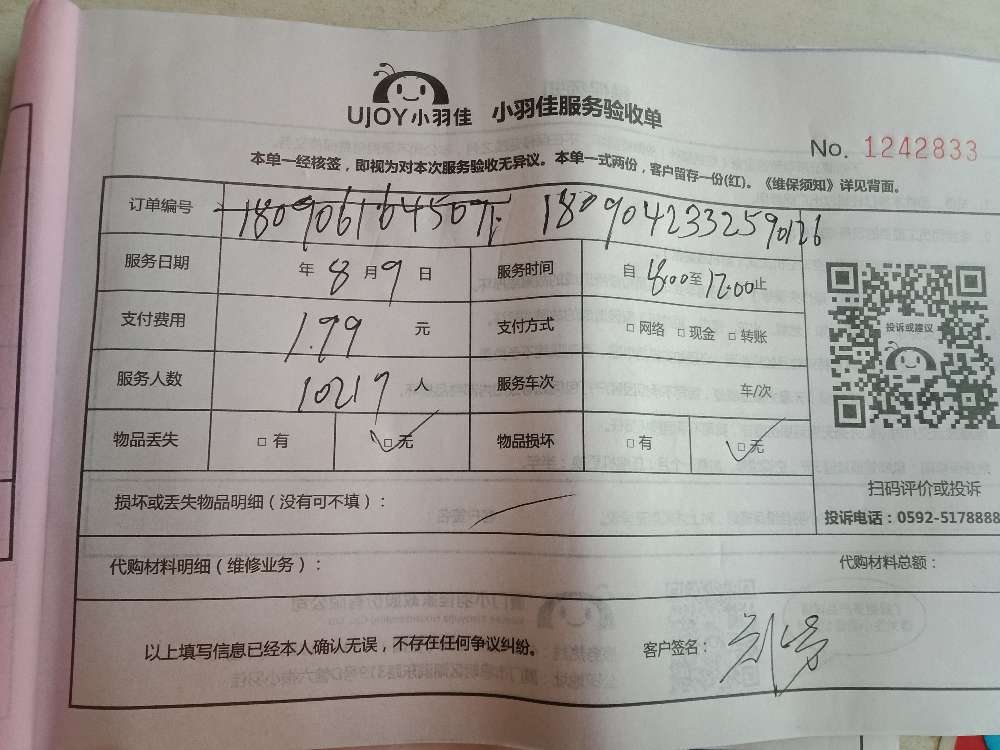 UJOY小羽佳 小羽佳服务验收单
No. 1242833
本单一经核签，即视为对本次服务验收无异议。本单一式两份，客户留存一份(红)。《维保须知》详见背面。
订单编号 1809042332590126
服务日期 年 8 月 9 日 服务时间 自 8:00 至 12:00 止
支付费用 1.79 元 支付方式 □ 网络 □ 现金 □ 转账
投诉或建议
服务人数 10217 人 服务车次 车/次
物品丢失 □ 有 □ 无 物品损坏 □ 有 □ 无
扫码评价或投诉
损坏或丢失物品明细（没有可不填）：
投诉电话：0592-5178888
代购材料明细（维修业务）： 代购材料总额：
以上填写信息已经本人确认无误，不存在任何争议纠纷。 客户签名：